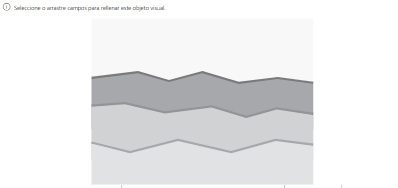 Seleccione o arrastre campos para rellenar este objeto visual.